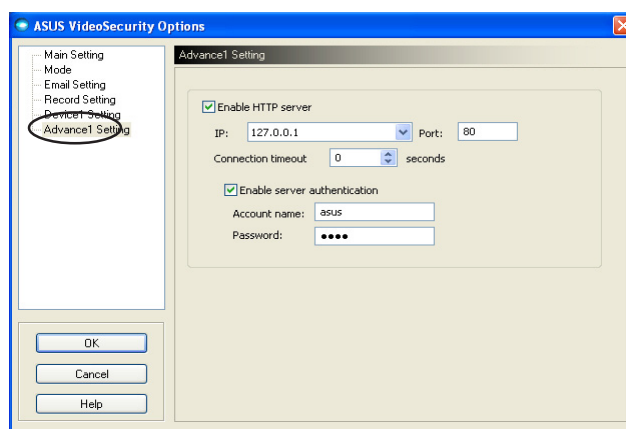 ASUS VideoSecurity Options
Main Setting
Mode
Email Setting
Record Setting
Device1 Setting
Advance1 Setting
OK
Cancel
Help
Advance1 Setting
Enable HTTP server
IP: 127.0.0.1 Port: 80
Connection timeout 0 seconds
Enable server authentication
Account name: asus
Password: ●●●●